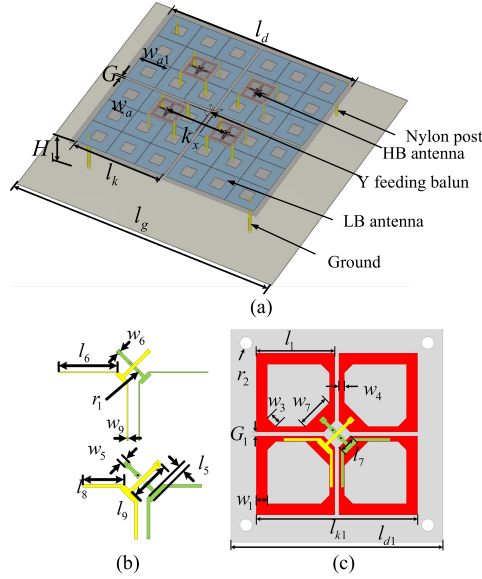 l_d
w_a1
G
w_a
k_x
H_1
l_k
l_g
Nylon post
HB antenna
Y feeding balun
LB antenna
Ground
(a)
w_6
l_6
r_1
w_9
w_5
l_5
l_8
l_9
(b)
l_1
r_2
w_3
w_7
w_4
G_1
l_7
w_1
l_k1
l_d1
(c)